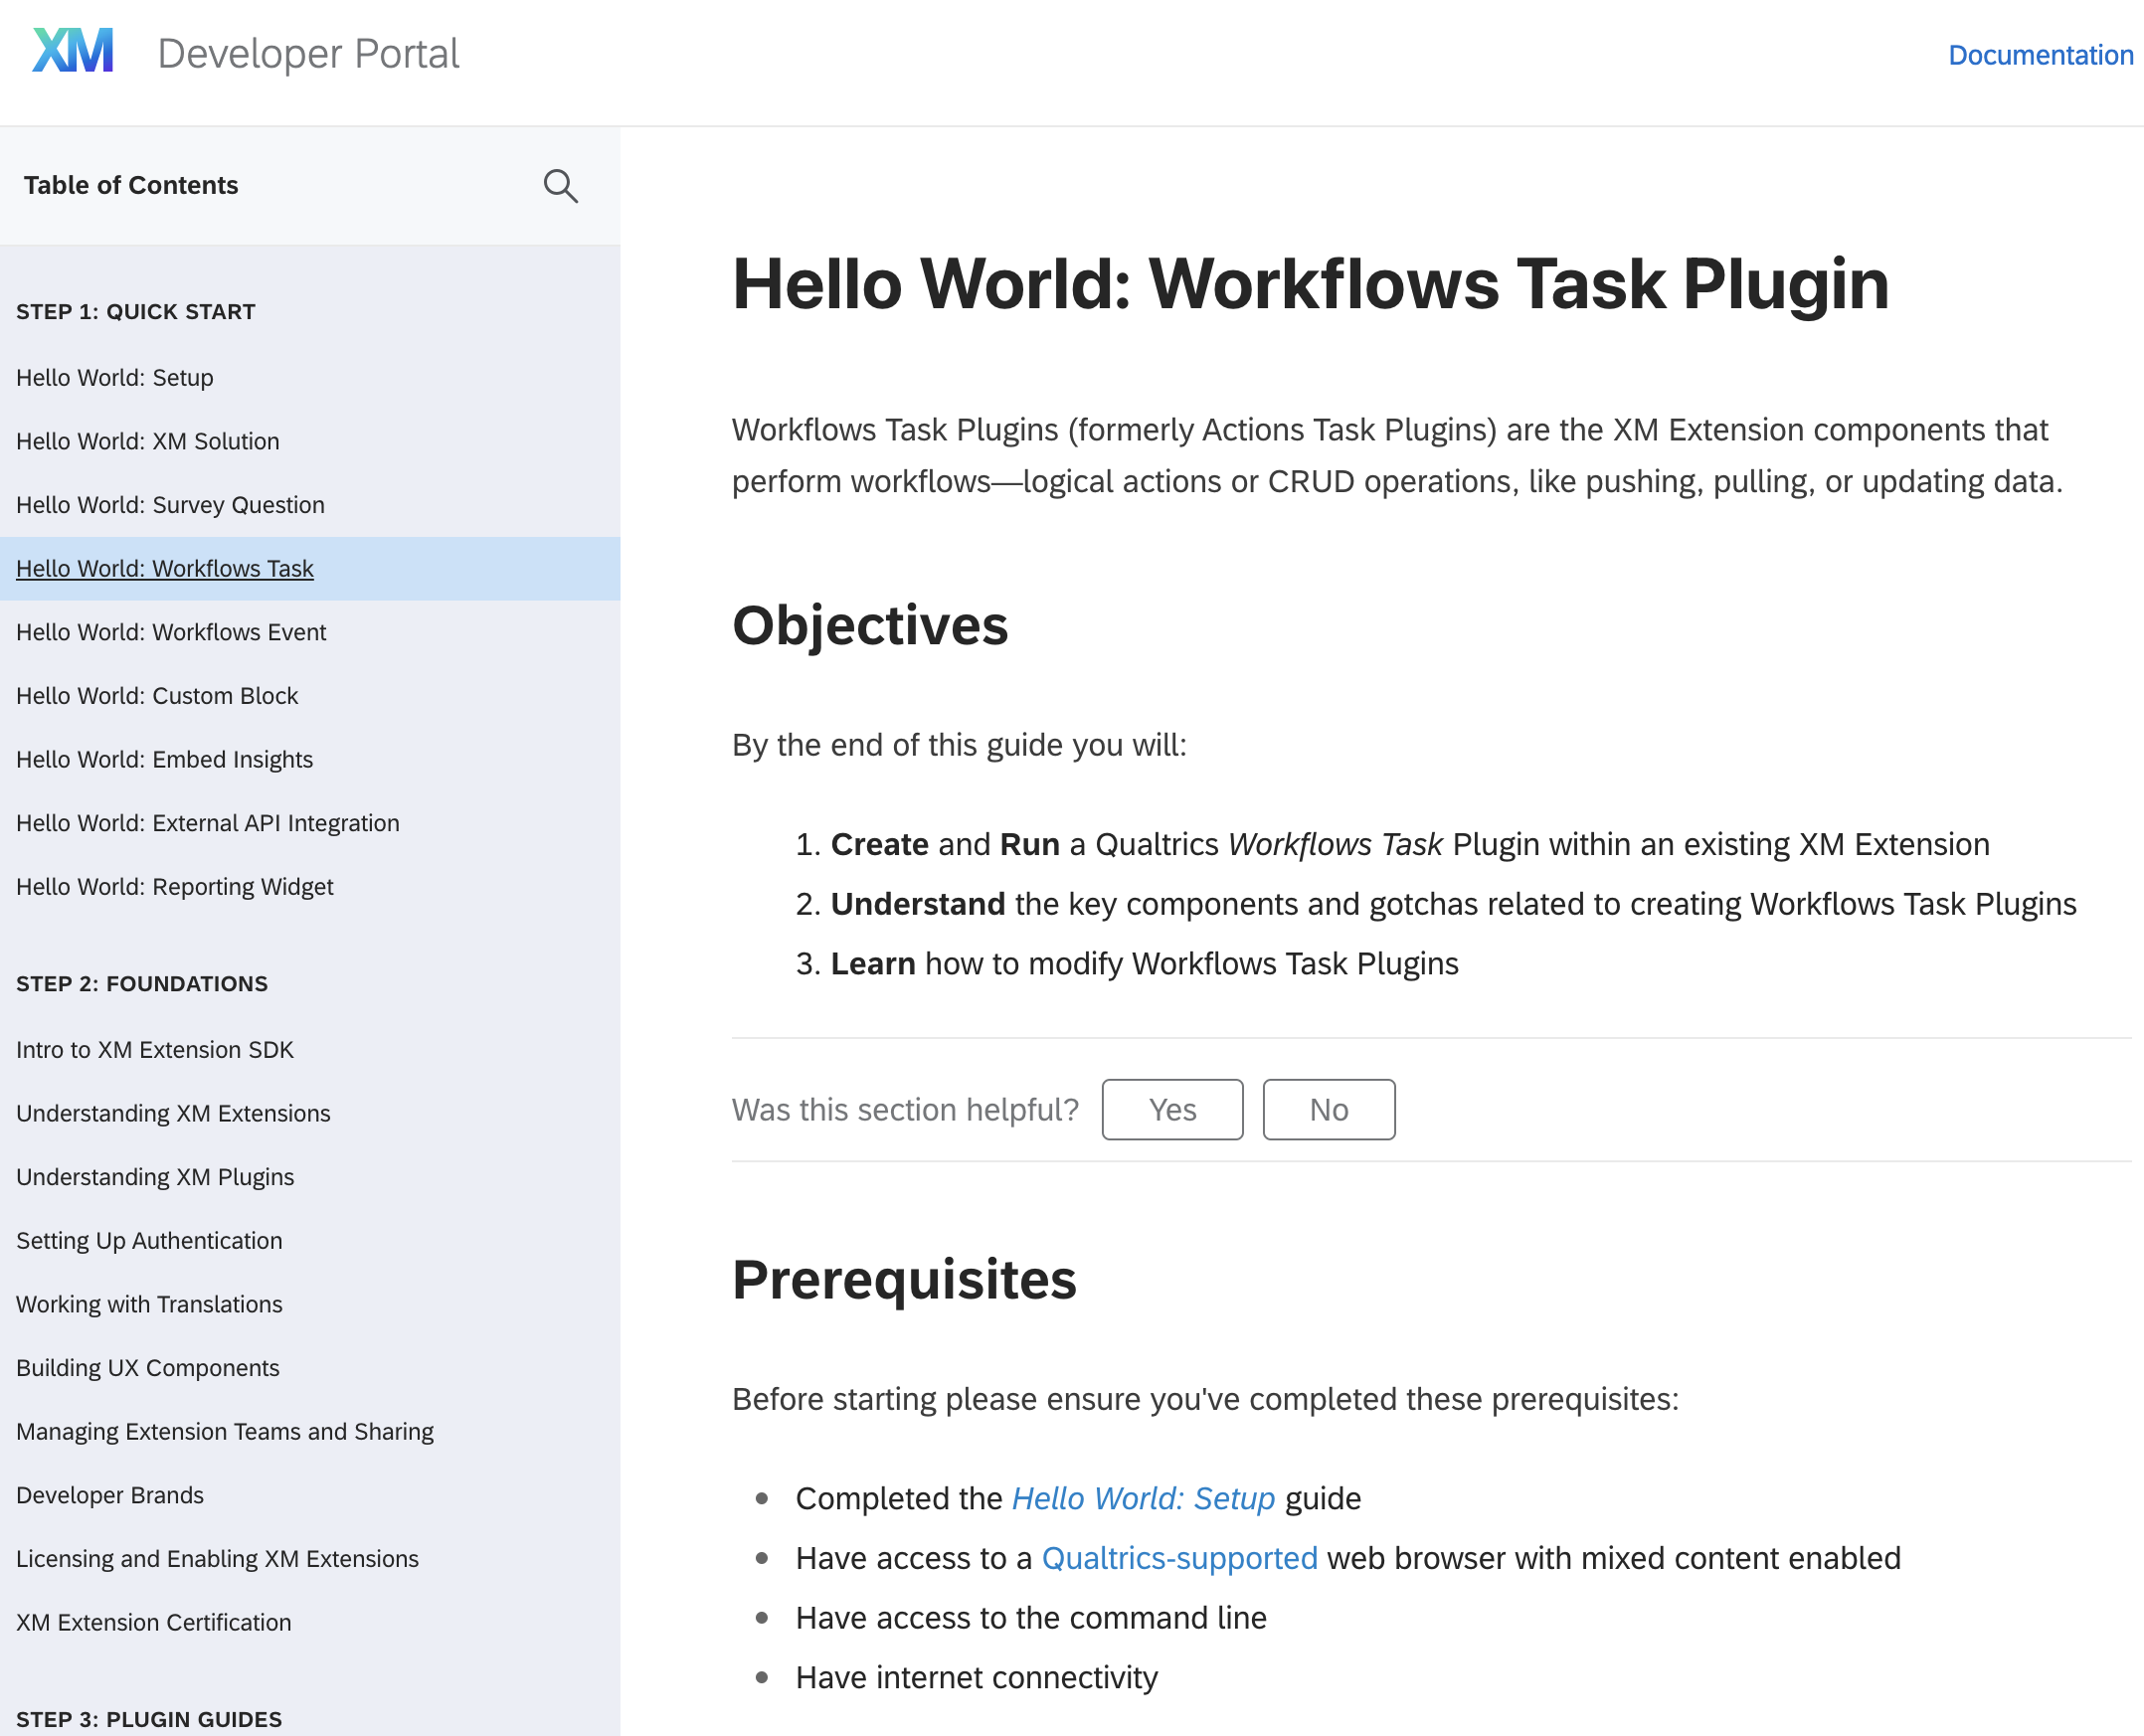 XM Developer Portal
Documentation
Table of Contents
STEP 1: QUICK START
Hello World: Setup
Hello World: XM Solution
Hello World: Survey Question
Hello World: Workflows Task
Hello World: Workflows Event
Hello World: Custom Block
Hello World: Embed Insights
Hello World: External API Integration
Hello World: Reporting Widget
STEP 2: FOUNDATIONS
Intro to XM Extension SDK
Understanding XM Extensions
Understanding XM Plugins
Setting Up Authentication
Working with Translations
Building UX Components
Managing Extension Teams and Sharing
Developer Brands
Licensing and Enabling XM Extensions
XM Extension Certification
STEP 3: PLUGIN GUIDES
Hello World: Workflows Task Plugin
Workflows Task Plugins (formerly Actions Task Plugins) are the XM Extension components that
perform workflows—logical actions or CRUD operations, like pushing, pulling, or updating data.
Objectives
By the end of this guide you will:
1. Create and Run a Qualtrics Workflows Task Plugin within an existing XM Extension
2. Understand the key components and gotchas related to creating Workflows Task Plugins
3. Learn how to modify Workflows Task Plugins
Was this section helpful? Yes No
Prerequisites
Before starting please ensure you've completed these prerequisites:
• Completed the Hello World: Setup guide
• Have access to a Qualtrics-supported web browser with mixed content enabled
• Have access to the command line
• Have internet connectivity